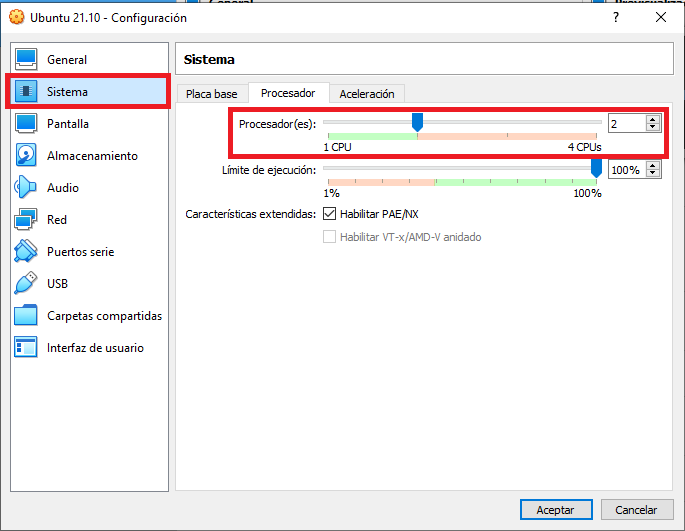 General
Previsualiza
Ubuntu 21.10 - Configuración
General
Sistema
Pantalla
Almacenamiento
Audio
Red
Puertos serie
USB
Carpetas compartidas
Interfaz de usuario
Sistema
Placa base
Procesador
Aceleración
Procesador(es):
2
1 CPU
4 CPUs
Límite de ejecución:
100%
1%
100%
Características extendidas:
Habilitar PAE/NX
Habilitar VT-x/AMD-V anidado
Aceptar
Cancelar